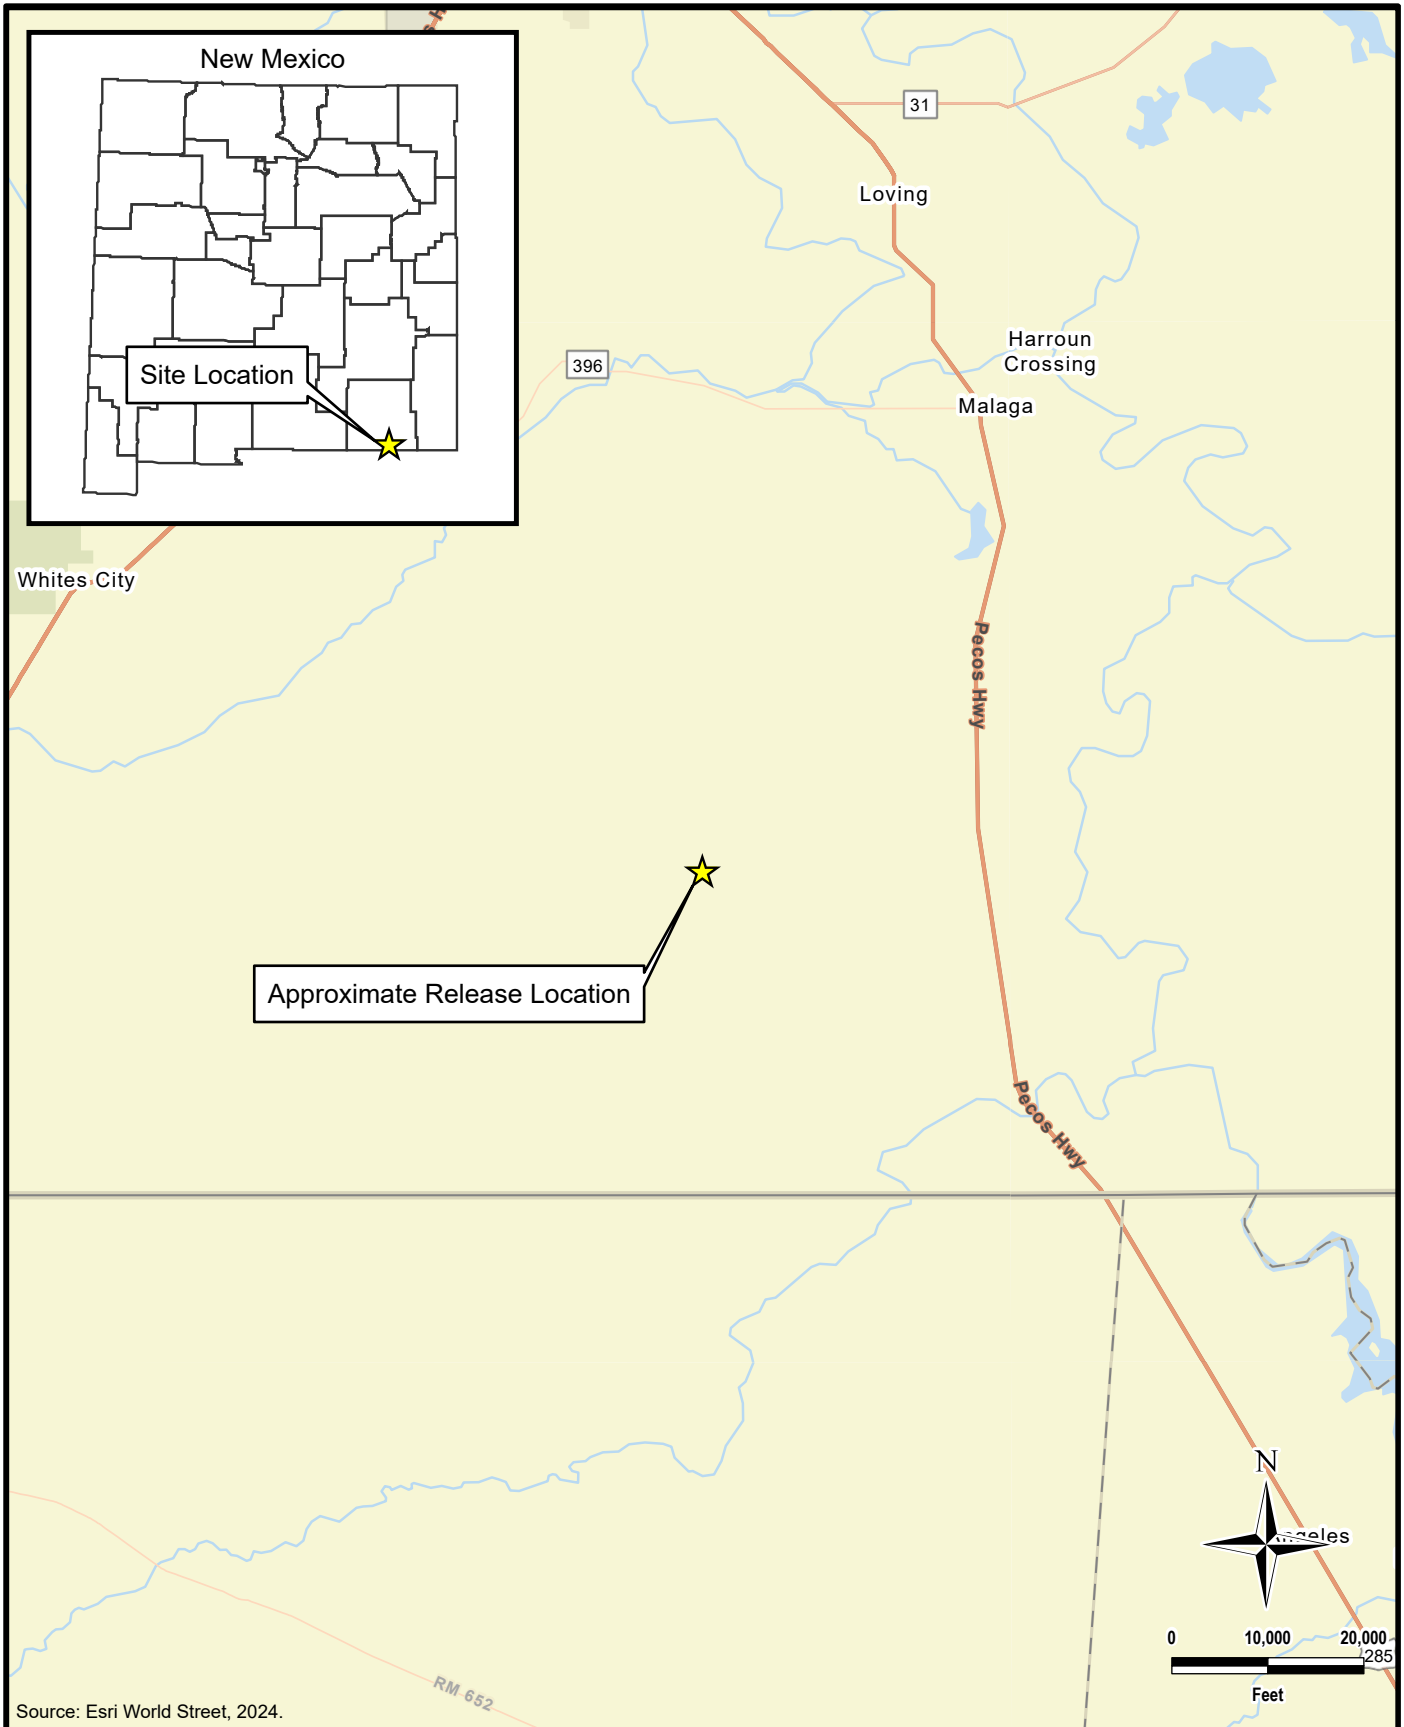 New Mexico
Site Location
31
Loving
Harroun
Crossing
396
Malaga
Whites City
Pecos Hwy
Approximate Release Location
Pecos Hwy
N
0
10,000
20,000
285
Feet
RM 652
Source: Esri World Street, 2024.